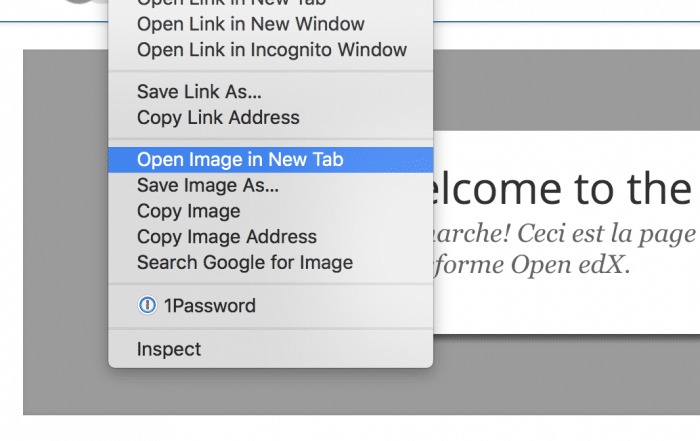 Open Link in New Tab
Open Link in New Window
Open Link in Incognito Window
Save Link As...
Copy Link Address
Open Image in New Tab
Save Image As...
Copy Image
Copy Image Address
Search Google for Image
1Password
Inspect
elcome to the
arche! Ceci est la page
forme Open edX.